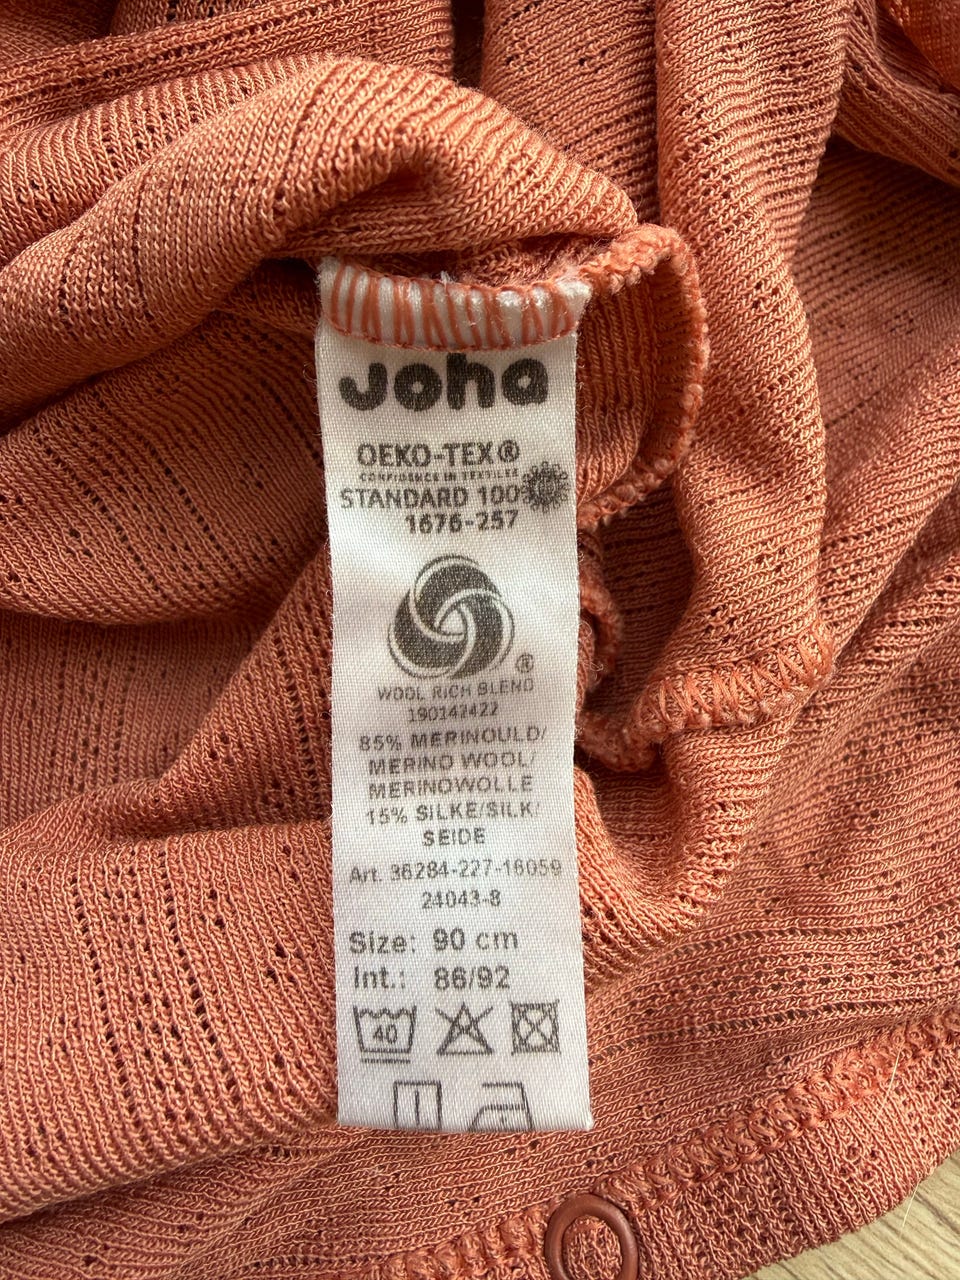 Joha
OEKO-TEX®
CONFIDENCE IN TEXTILES
STANDARD 100
1676-257
®
WOOL RICH BLEND
190142422
85% MERINOULD/
MERINO WOOL/
MERINOWOLLE
15% SILKE/SILK/
SEIDE
Art. 36284-227-16059
24043-8
Size: 90 cm
Int.: 86/92
40